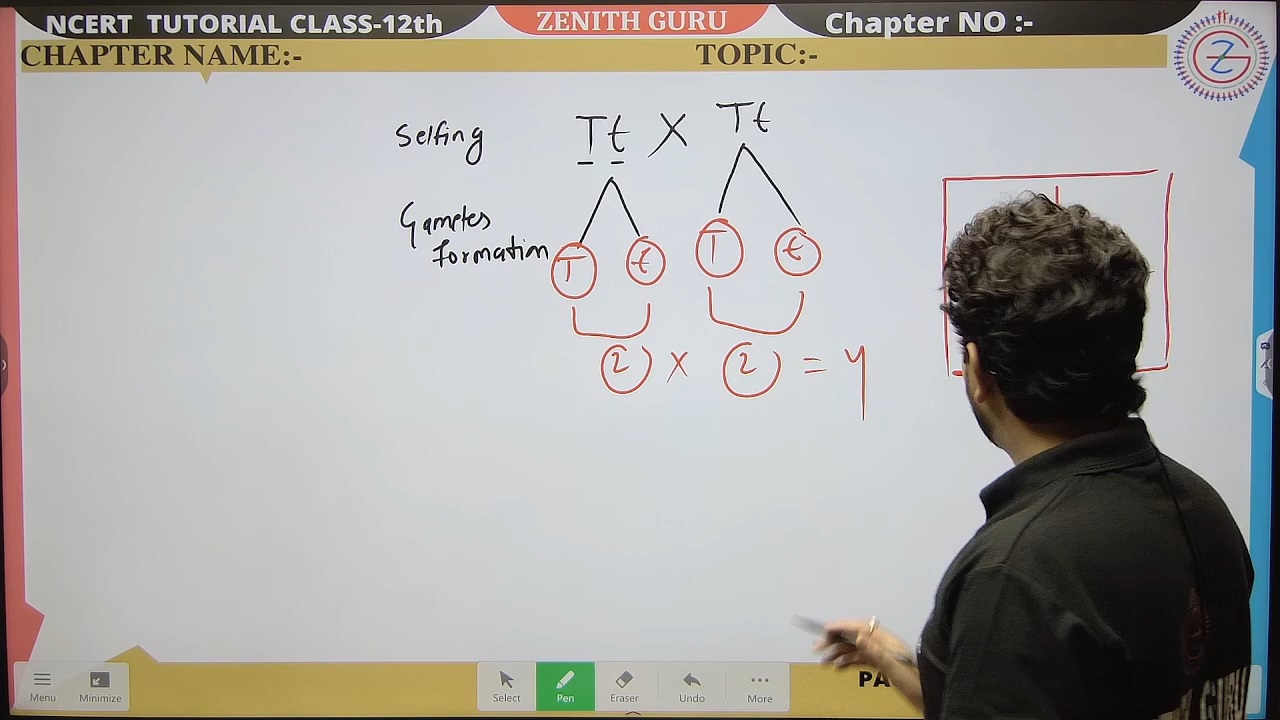 NCERT TUTORIAL CLASS-12th
ZENITH GURU
Chapter NO :-
CHAPTER NAME:-
TOPIC:-
Selfing Tt X Tt
Gametes
formation
T t T t
2 x 2 = 4
Menu
Minimize
Select
Pen
Eraser
Undo
More
GURU